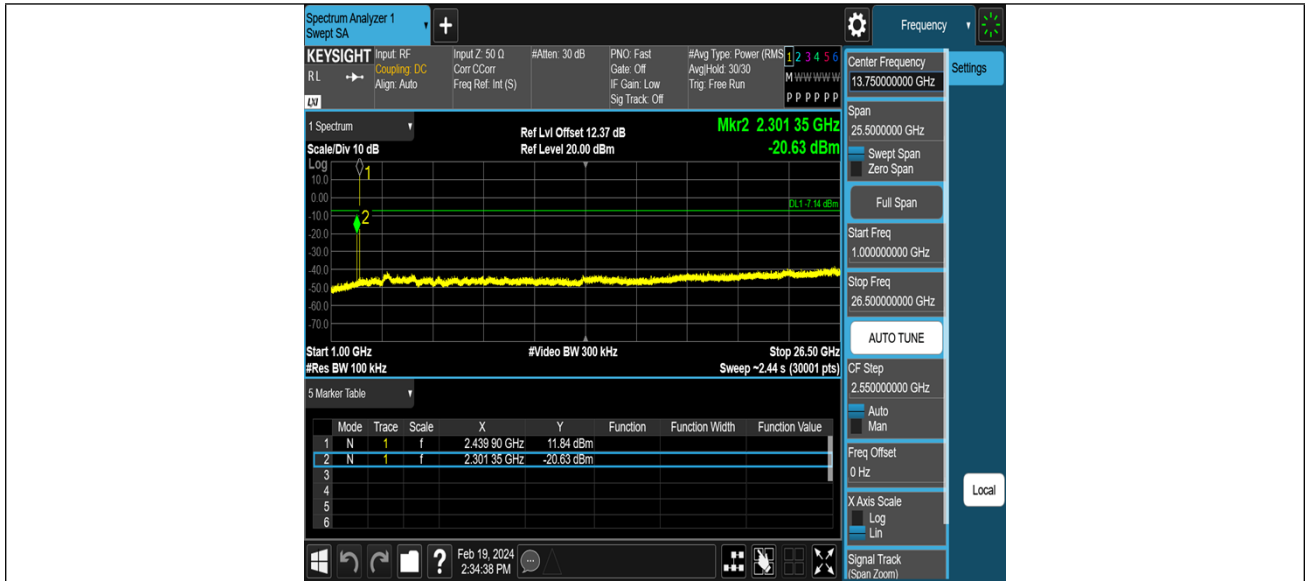 Spectrum Analyzer 1
Swept SA
+
Frequency
KEYSIGHT
RL
LXI
Input: RF
Coupling: DC
Align: Auto
Input Z: 50 Ω
Corr CCorr
Freq Ref: Int (S)
#Atten: 30 dB
PNO: Fast
Gate: Off
IF Gain: Low
Sig Track: Off
#Avg Type: Power (RMS
Avg|Hold: 30/30
Trig: Free Run
1 2 3 4 5 6
M W W W W W
P P P P P P
1 Spectrum
Scale/Div 10 dB
Ref Lvl Offset 12.37 dB
Ref Level 20.00 dBm
Mkr2 2.301 35 GHz
-20.63 dBm
Log
10.0
0.00
-10.0
-20.0
-30.0
-40.0
-50.0
-60.0
-70.0
1
2
DL1 -7.14 dBm
Start 1.00 GHz
#Res BW 100 kHz
#Video BW 300 kHz
Stop 26.50 GHz
Sweep ~2.44 s (30001 pts)
5 Marker Table
Mode Trace Scale X Y Function Function Width Function Value
1 N 1 f 2.439 90 GHz 11.84 dBm
2 N 1 f 2.301 35 GHz -20.63 dBm
3
4
5
6
?
Feb 19, 2024
2:34:38 PM
Center Frequency
13.750000000 GHz
Settings
Span
25.5000000 GHz
Swept Span
Zero Span
Full Span
Start Freq
1.000000000 GHz
Stop Freq
26.500000000 GHz
AUTO TUNE
CF Step
2.550000000 GHz
Auto
Man
Freq Offset
0 Hz
X Axis Scale
Log
Lin
Signal Track
(Span Zoom)
Local